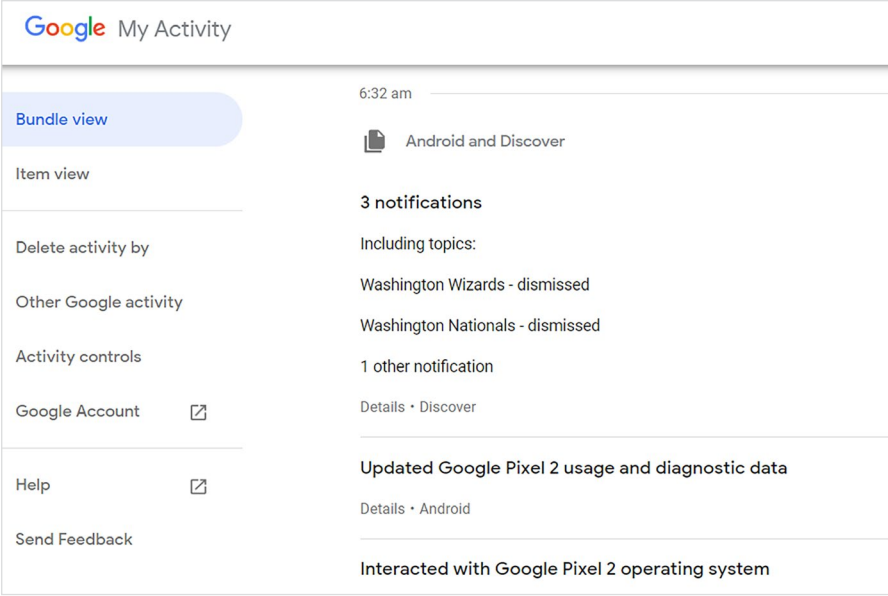 Google My Activity
Bundle view
Item view
Delete activity by
Other Google activity
Activity controls
Google Account
Help
Send Feedback
6:32 am
Android and Discover
3 notifications
Including topics:
Washington Wizards - dismissed
Washington Nationals - dismissed
1 other notification
Details • Discover
Updated Google Pixel 2 usage and diagnostic data
Details • Android
Interacted with Google Pixel 2 operating system